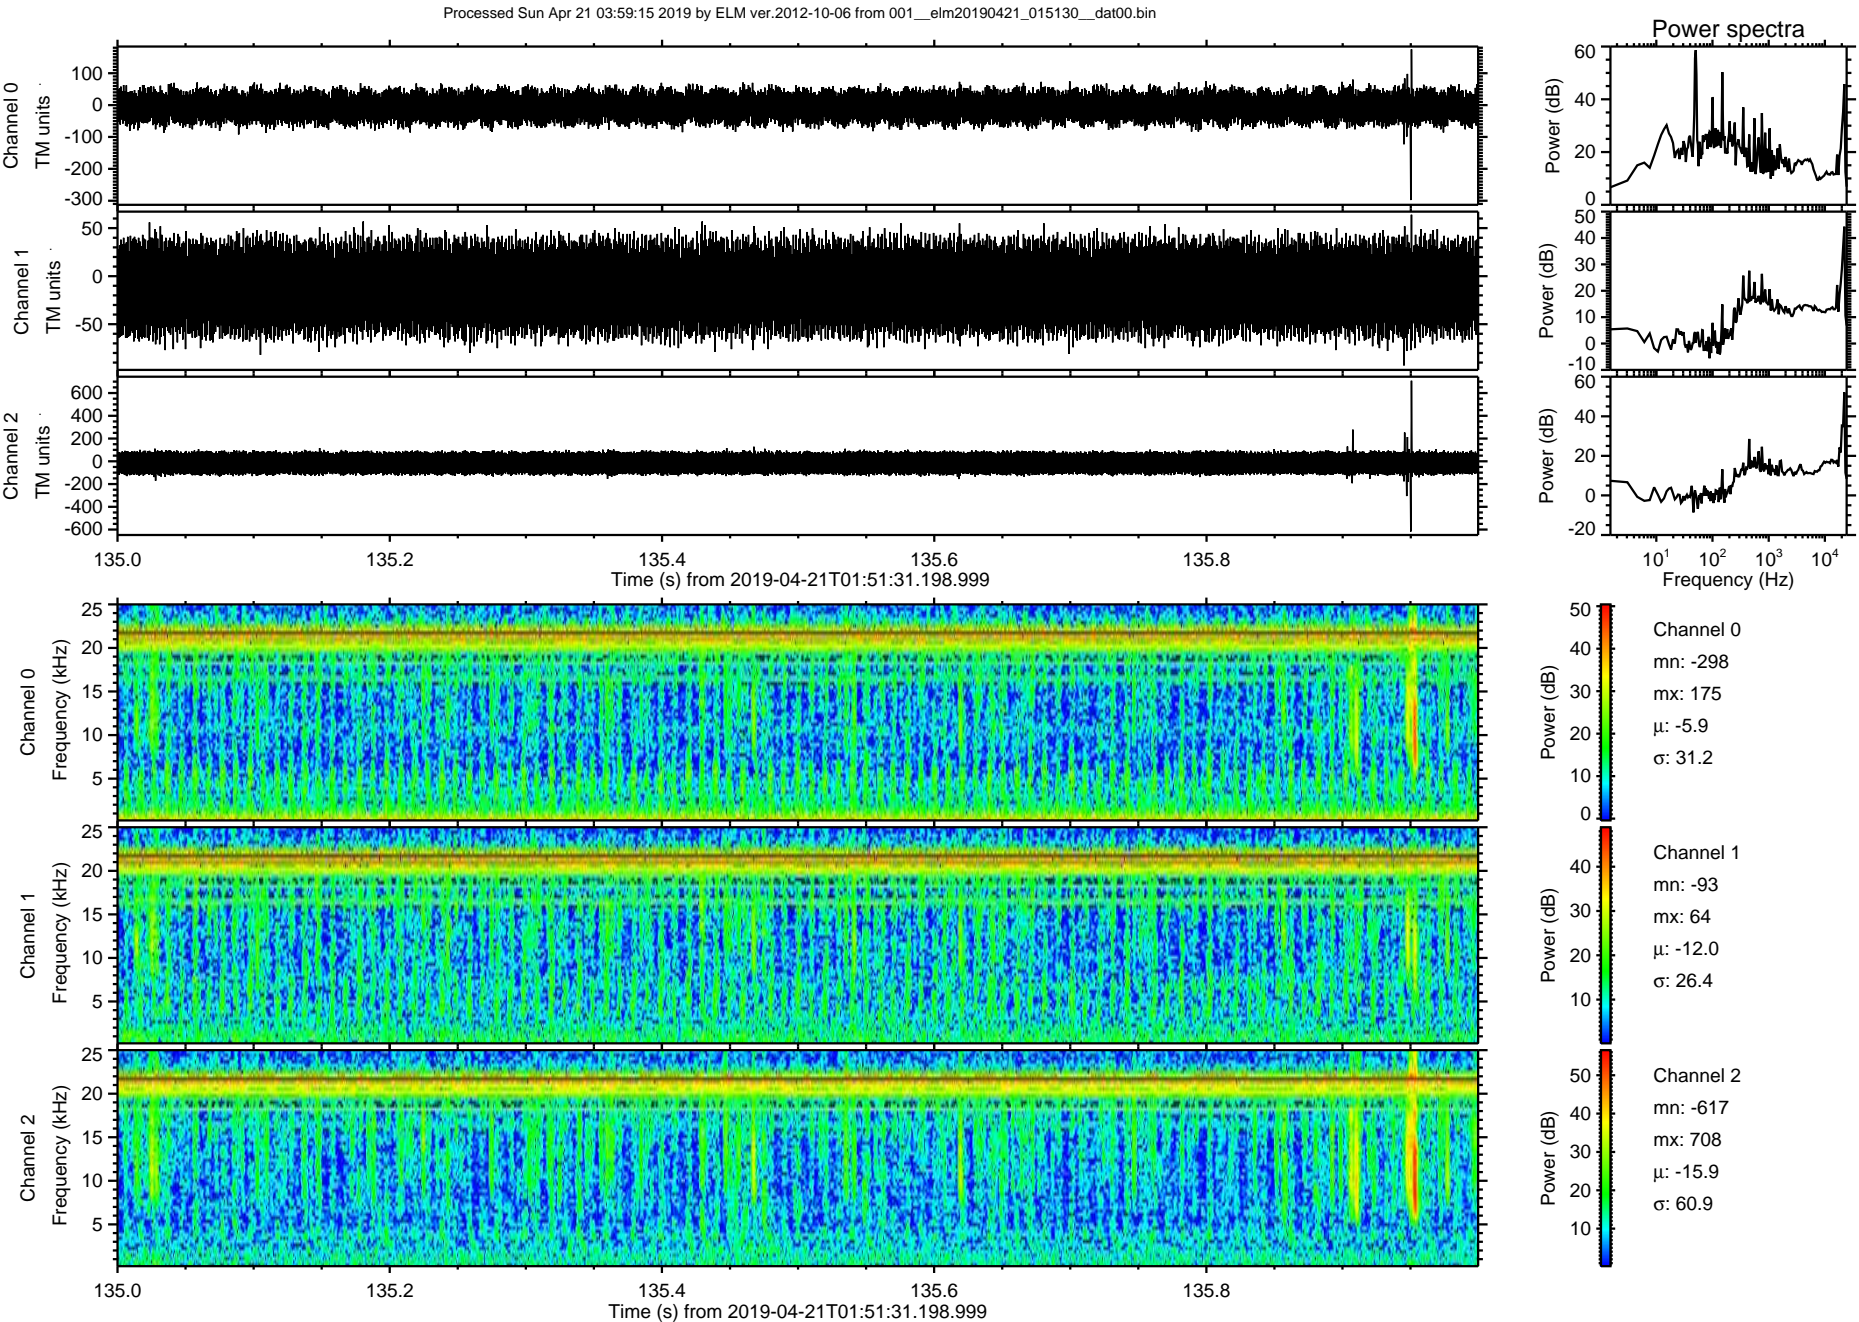 Processed Sun Apr 21 03:59:15 2019 by ELM ver.2012-10-06 from 001__elm20190421_015130__dat00.bin
Power spectra
Channel 0
TM units
100
0
-100
-200
-300
Power (dB)
60
40
20
0
Channel 1
TM units
50
0
-50
Power (dB)
50
40
30
20
10
0
-10
Channel 2
TM units
600
400
200
0
-200
-400
-600
Power (dB)
60
40
20
0
-20
135.0 135.2 135.4 135.6 135.8
Time (s) from 2019-04-21T01:51:31.198.999
10^1 10^2 10^3 10^4
Frequency (Hz)
Channel 0
Frequency (kHz)
25
20
15
10
5
Power (dB)
50
40
30
20
10
0
Channel 0
mn: -298
mx: 175
μ: -5.9
σ: 31.2
Channel 1
Frequency (kHz)
25
20
15
10
5
Power (dB)
40
30
20
10
Channel 1
mn: -93
mx: 64
μ: -12.0
σ: 26.4
Channel 2
Frequency (kHz)
25
20
15
10
5
Power (dB)
50
40
30
20
10
Channel 2
mn: -617
mx: 708
μ: -15.9
σ: 60.9
135.0 135.2 135.4 135.6 135.8
Time (s) from 2019-04-21T01:51:31.198.999